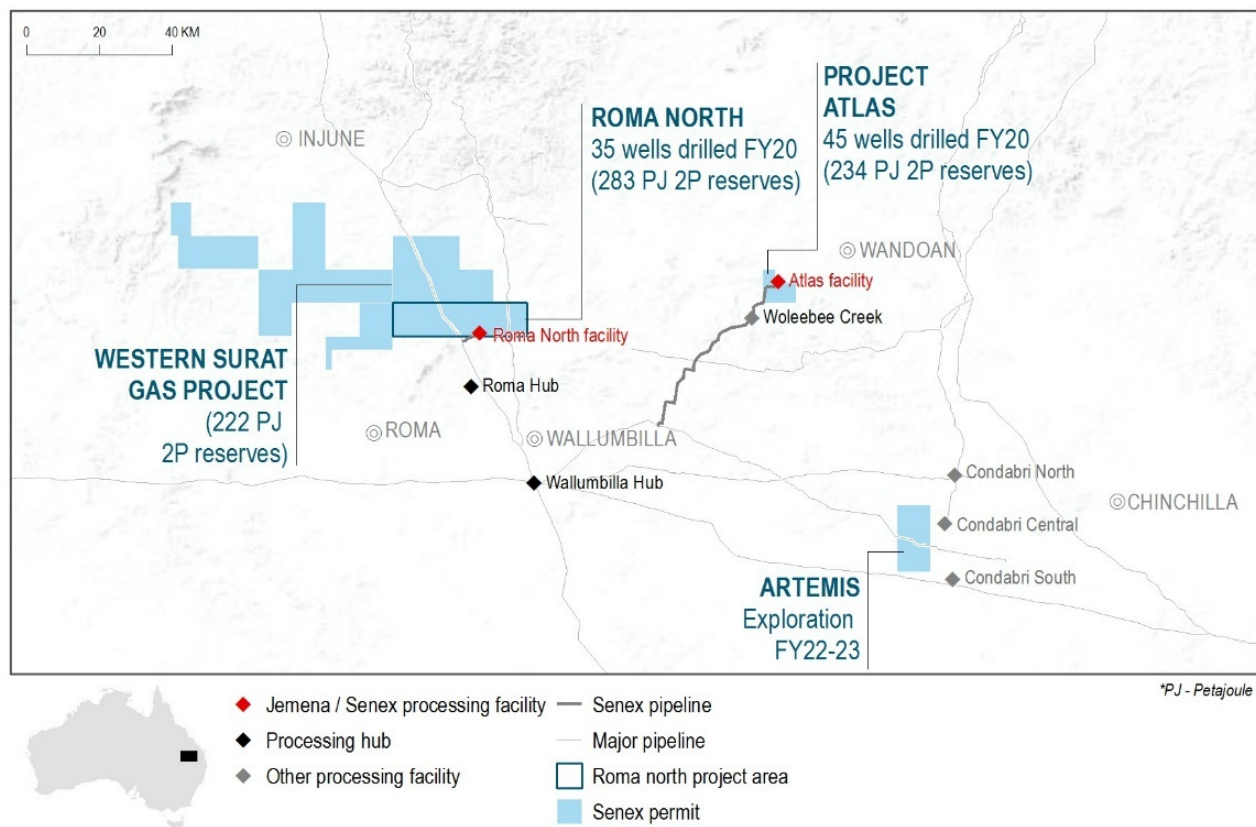 0 20 40 KM
INJUNE
ROMA NORTH
35 wells drilled FY20
(283 PJ 2P reserves)
PROJECT
ATLAS
45 wells drilled FY20
(234 PJ 2P reserves)
WANDOAN
Atlas facility
Woleebee Creek
Roma North facility
WESTERN SURAT
GAS PROJECT
(222 PJ
2P reserves)
Roma Hub
ROMA
WALLUMBILLA
Wallumbilla Hub
Condabri North
CHINCHILLA
Condabri Central
Condabri South
ARTEMIS
Exploration
FY22-23
*PJ - Petajoule
Jemena / Senex processing facility
Processing hub
Other processing facility
Senex pipeline
Major pipeline
Roma north project area
Senex permit